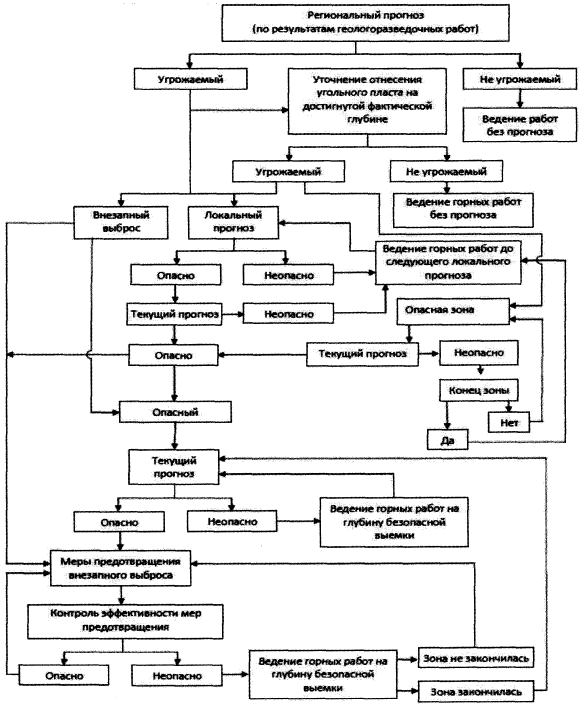 Региональный прогноз
(по результатам геологоразведочных работ)
Угрожаемый
Уточнение отнесения
угольного пласта на
достигнутой фактической
глубине
Не угрожаемый
Ведение работ
без прогноза
Угрожаемый
Не угрожаемый
Ведение горных работ
без прогноза
Внезапный
выброс
Локальный
прогноз
Ведение горных работ до
следующего локального
прогноза
Опасно
Неопасно
Текущий прогноз
Неопасно
Опасная зона
Опасно
Текущий прогноз
Неопасно
Конец зоны
Опасный
Нет
Да
Текущий
прогноз
Опасно
Неопасно
Ведение горных работ на
глубину безопасной
выемки
Меры предотвращения
внезапного выброса
Контроль эффективности мер
предотвращения
Опасно
Неопасно
Ведение горных работ на
глубину безопасной
выемки
Зона не закончилась
Зона закончилась